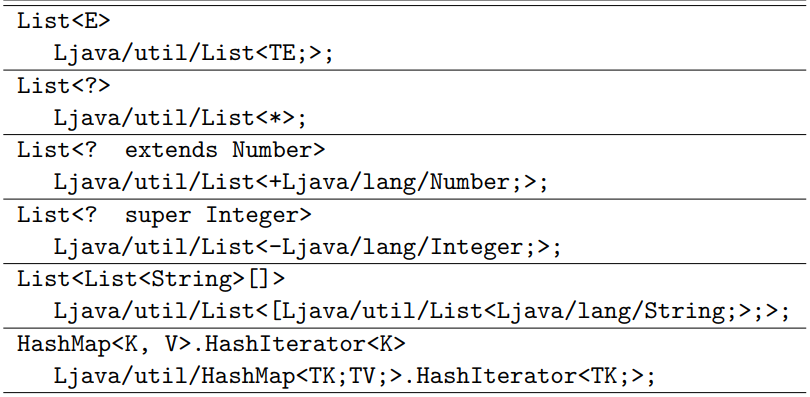 List<E>
Ljava/util/List<TE;>;
List<?>
Ljava/util/List<*>;
List<? extends Number>
Ljava/util/List<+Ljava/lang/Number;>;
List<? super Integer>
Ljava/util/List<-Ljava/lang/Integer;>;
List<List<String>[]>
Ljava/util/List<[Ljava/util/List<Ljava/lang/String;>;>;
HashMap<K, V>.HashIterator<K>
Ljava/util/HashMap<TK;TV;>.HashIterator<TK;>;